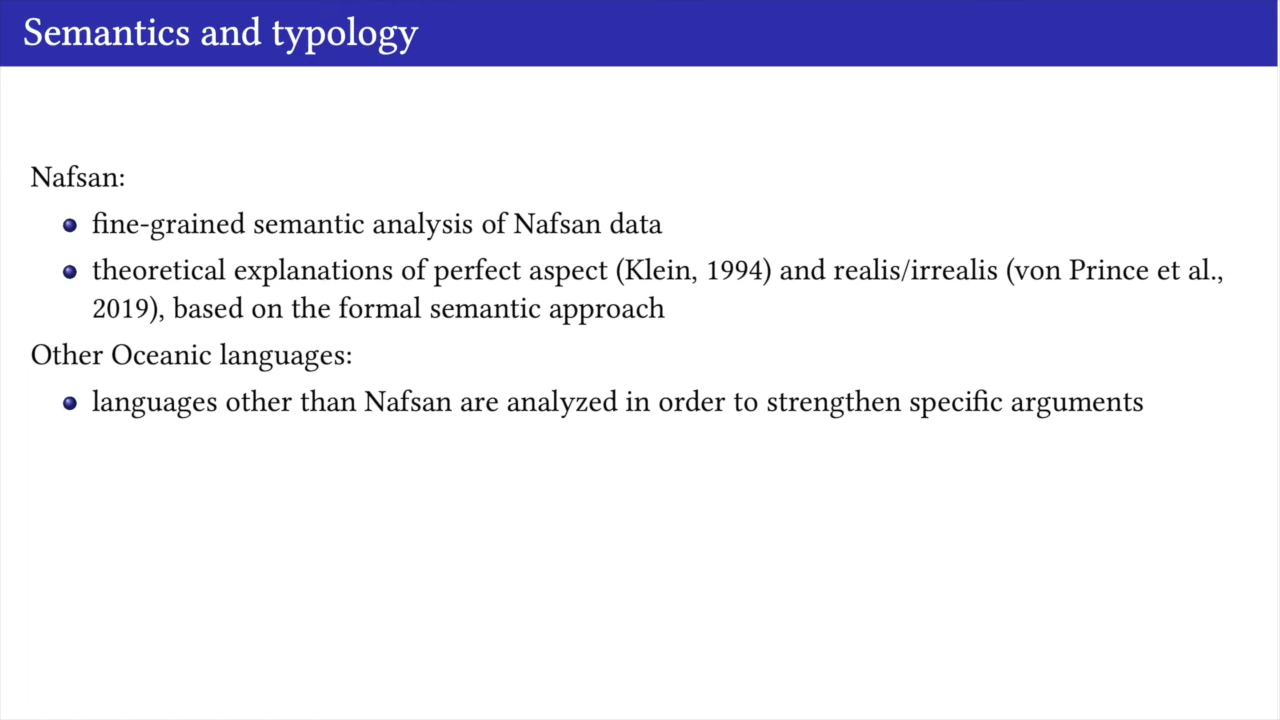 Semantics and typology
Nafsan:
fine-grained semantic analysis of Nafsan data
theoretical explanations of perfect aspect (Klein, 1994) and realis/irrealis (von Prince et al.,
2019), based on the formal semantic approach
Other Oceanic languages:
languages other than Nafsan are analyzed in order to strengthen specific arguments